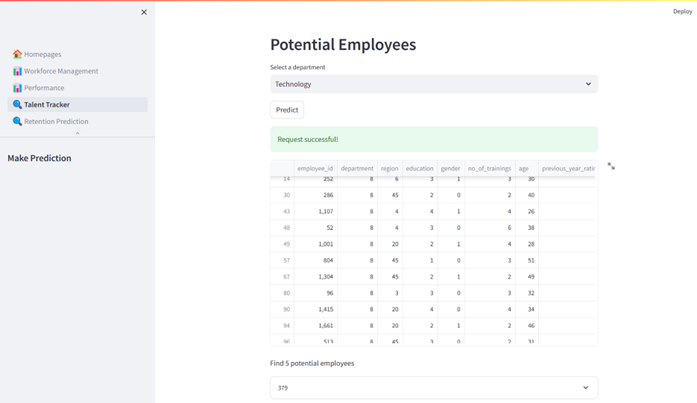 Deploy
Homepages
Workforce Management
Performance
Talent Tracker
Retention Prediction
Make Prediction
Potential Employees
Select a department
Technology
Predict
Request successful!
employee_id department region education gender no_of_trainings age previous_year_ratin
14 252 8 6 3 1 3 30
30 286 8 45 2 0 2 40
43 1,107 8 4 4 1 4 26
48 52 8 4 3 0 6 38
49 1,001 8 20 2 1 4 28
57 804 8 45 1 0 3 51
67 1,304 8 45 2 1 2 49
80 96 8 3 3 0 3 32
90 1,415 8 20 4 0 4 34
94 1,661 8 20 2 1 2 46
96 513 8 45 3 0 2 31
Find 5 potential employees
379